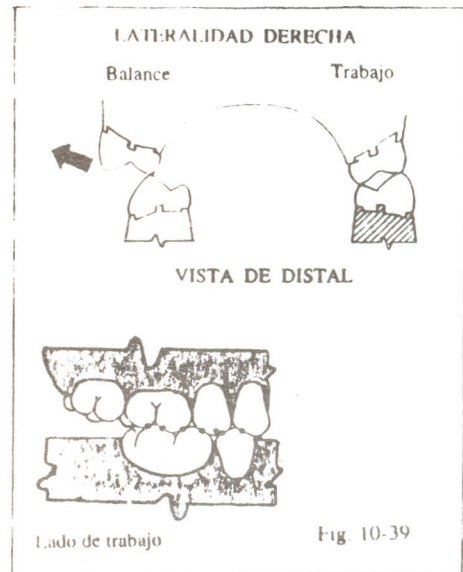 LATERALIDAD DERECHA
Balance Trabajo
VISTA DE DISTAL
Lado de trabajo Fig. 10-39